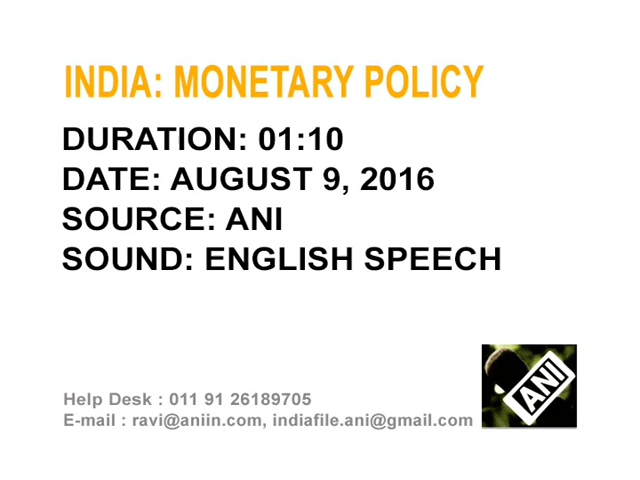 INDIA: MONETARY POLICY
DURATION: 01:10
DATE: AUGUST 9, 2016
SOURCE: ANI
SOUND: ENGLISH SPEECH
ANI
Help Desk : 011 91 26189705
E-mail : ravi@aniin.com, indiafile.ani@gmail.com